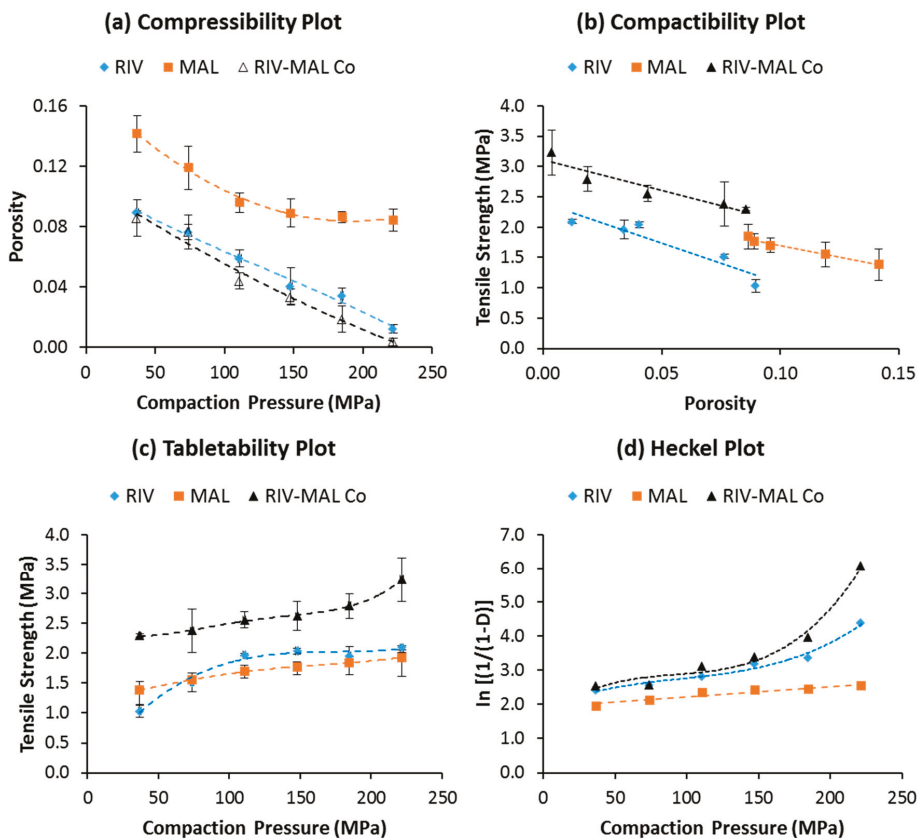 (a) Compressibility Plot
RIV MAL RIV-MAL Co
0.16
0.12
0.08
0.04
0.00
Porosity
0 50 100 150 200 250
Compaction Pressure (MPa)
(b) Compactibility Plot
RIV MAL RIV-MAL Co
4.0
3.5
3.0
2.5
2.0
1.5
1.0
0.5
0.0
Tensile Strength (MPa)
0.00 0.05 0.10 0.15
Porosity
(c) Tabletability Plot
RIV MAL RIV-MAL Co
4.0
3.5
3.0
2.5
2.0
1.5
1.0
0.5
0.0
Tensile Strength (MPa)
0 50 100 150 200 250
Compaction Pressure (MPa)
(d) Heckel Plot
RIV MAL RIV-MAL Co
7.0
6.0
5.0
4.0
3.0
2.0
1.0
0.0
ln [(1/(1-D)]
0 50 100 150 200 250
Compaction Pressure (MPa)